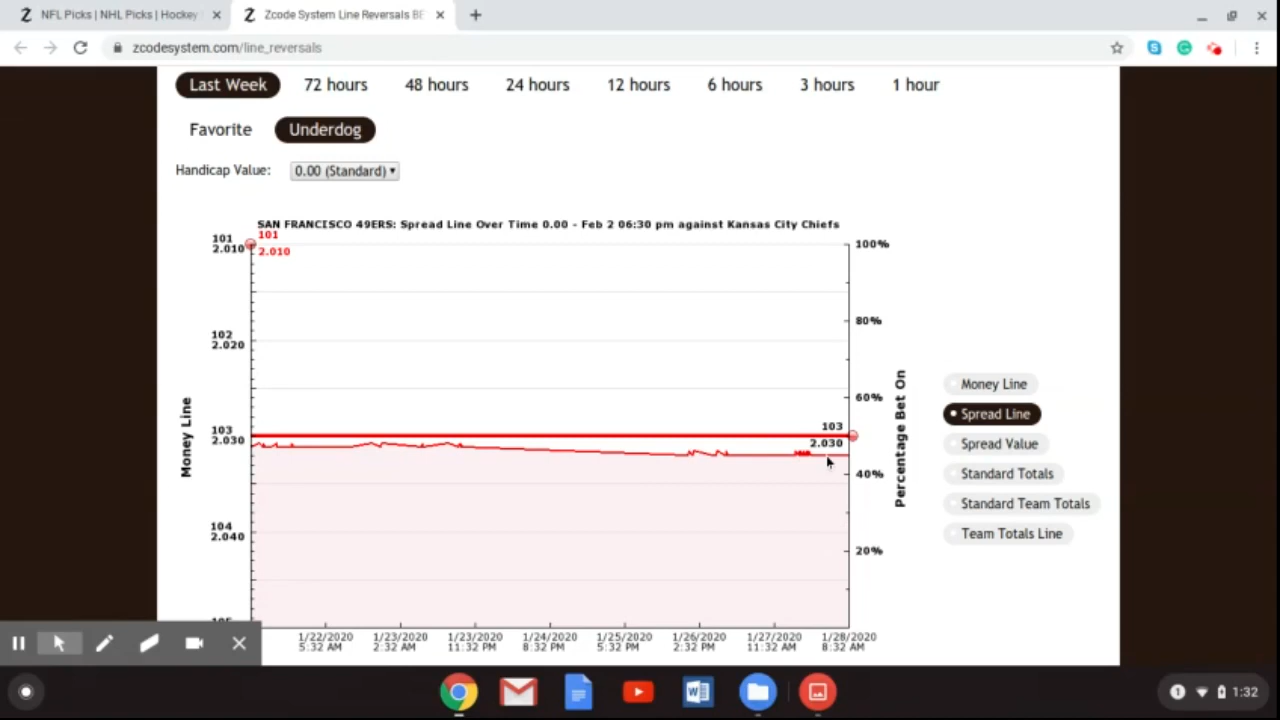 NFL Picks | NHL Picks | Hockey
Zcode System Line Reversals BE
zcodesystem.com/line_reversals
Last Week 72 hours 48 hours 24 hours 12 hours 6 hours 3 hours 1 hour
Favorite Underdog
Handicap Value: 0.00 (Standard)
SAN FRANCISCO 49ERS: Spread Line Over Time 0.00 - Feb 2 06:30 pm against Kansas City Chiefs
101
2.010
101
2.010
102
2.020
103
2.030
104
2.040
Money Line
103
2.030
100%
80%
60%
40%
20%
Percentage Bet On
Money Line
Spread Line
Spread Value
Standard Totals
Standard Team Totals
Team Totals Line
1/22/2020 1/23/2020 1/23/2020 1/24/2020 1/25/2020 1/26/2020 1/27/2020 1/28/2020
5:32 AM 2:32 AM 11:32 PM 8:32 PM 5:32 PM 2:32 PM 11:32 AM 8:32 AM
1 1:32